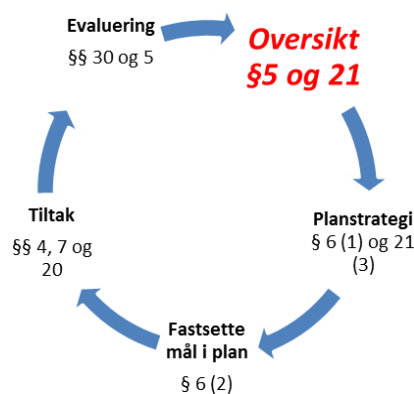 Evaluering
§§ 30 og 5
Oversikt
§5 og 21
Planstrategi
§ 6 (1) og 21
(3)
Fastsette
mål i plan
§ 6 (2)
Tiltak
§§ 4, 7 og
20